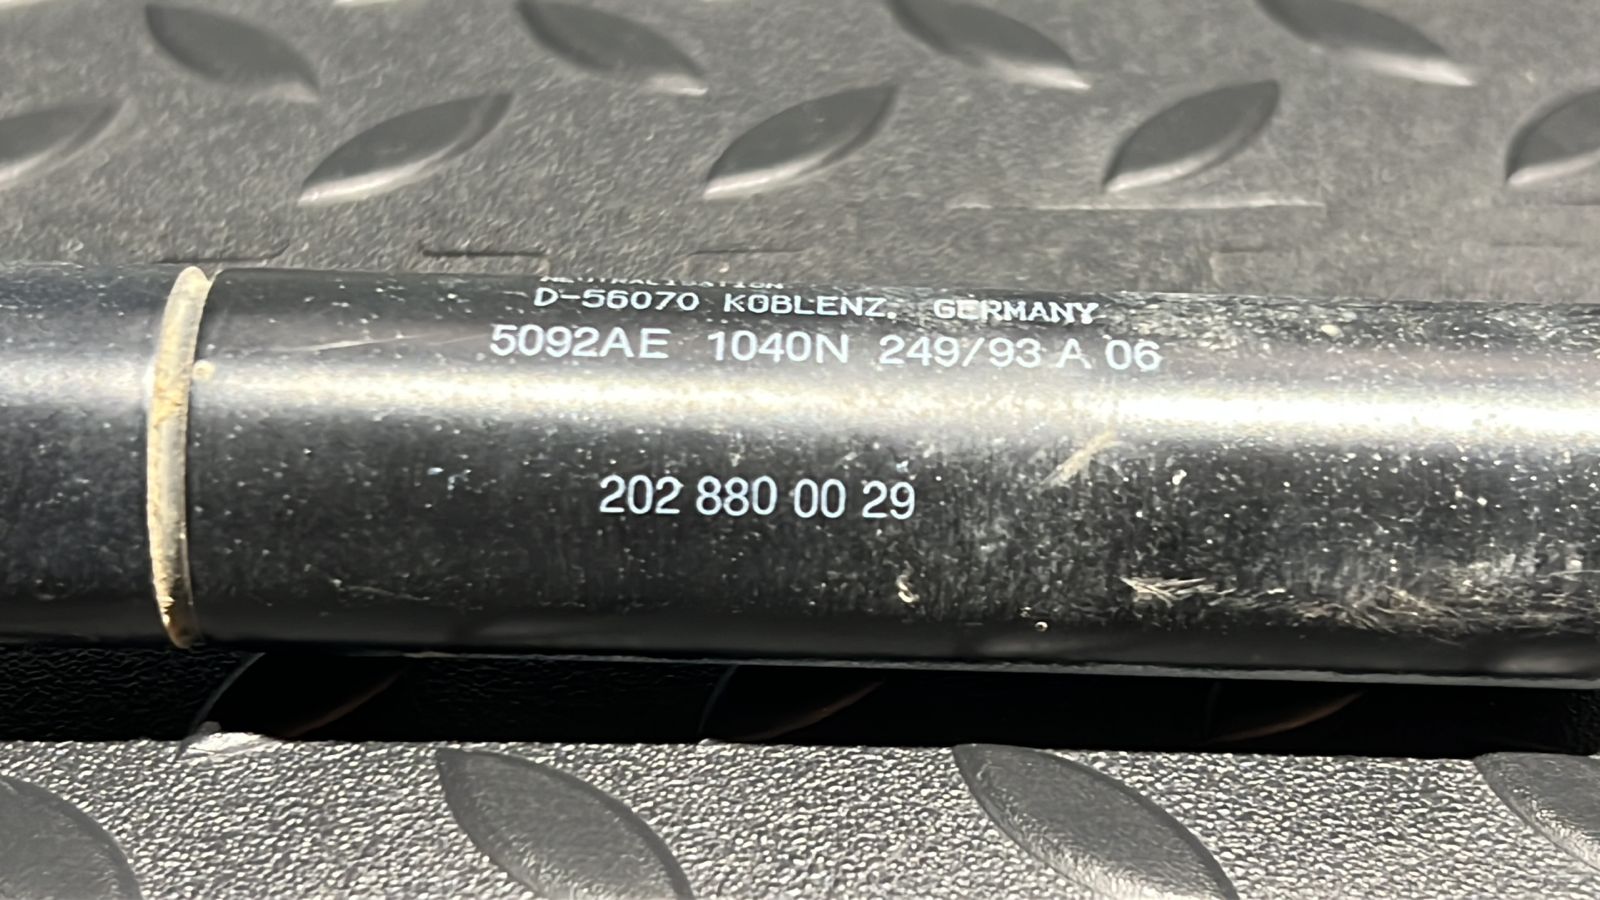 D-56070 KOBLENZ, GERMANY
5092AE 1040N 249/93 A 06
202 880 00 29